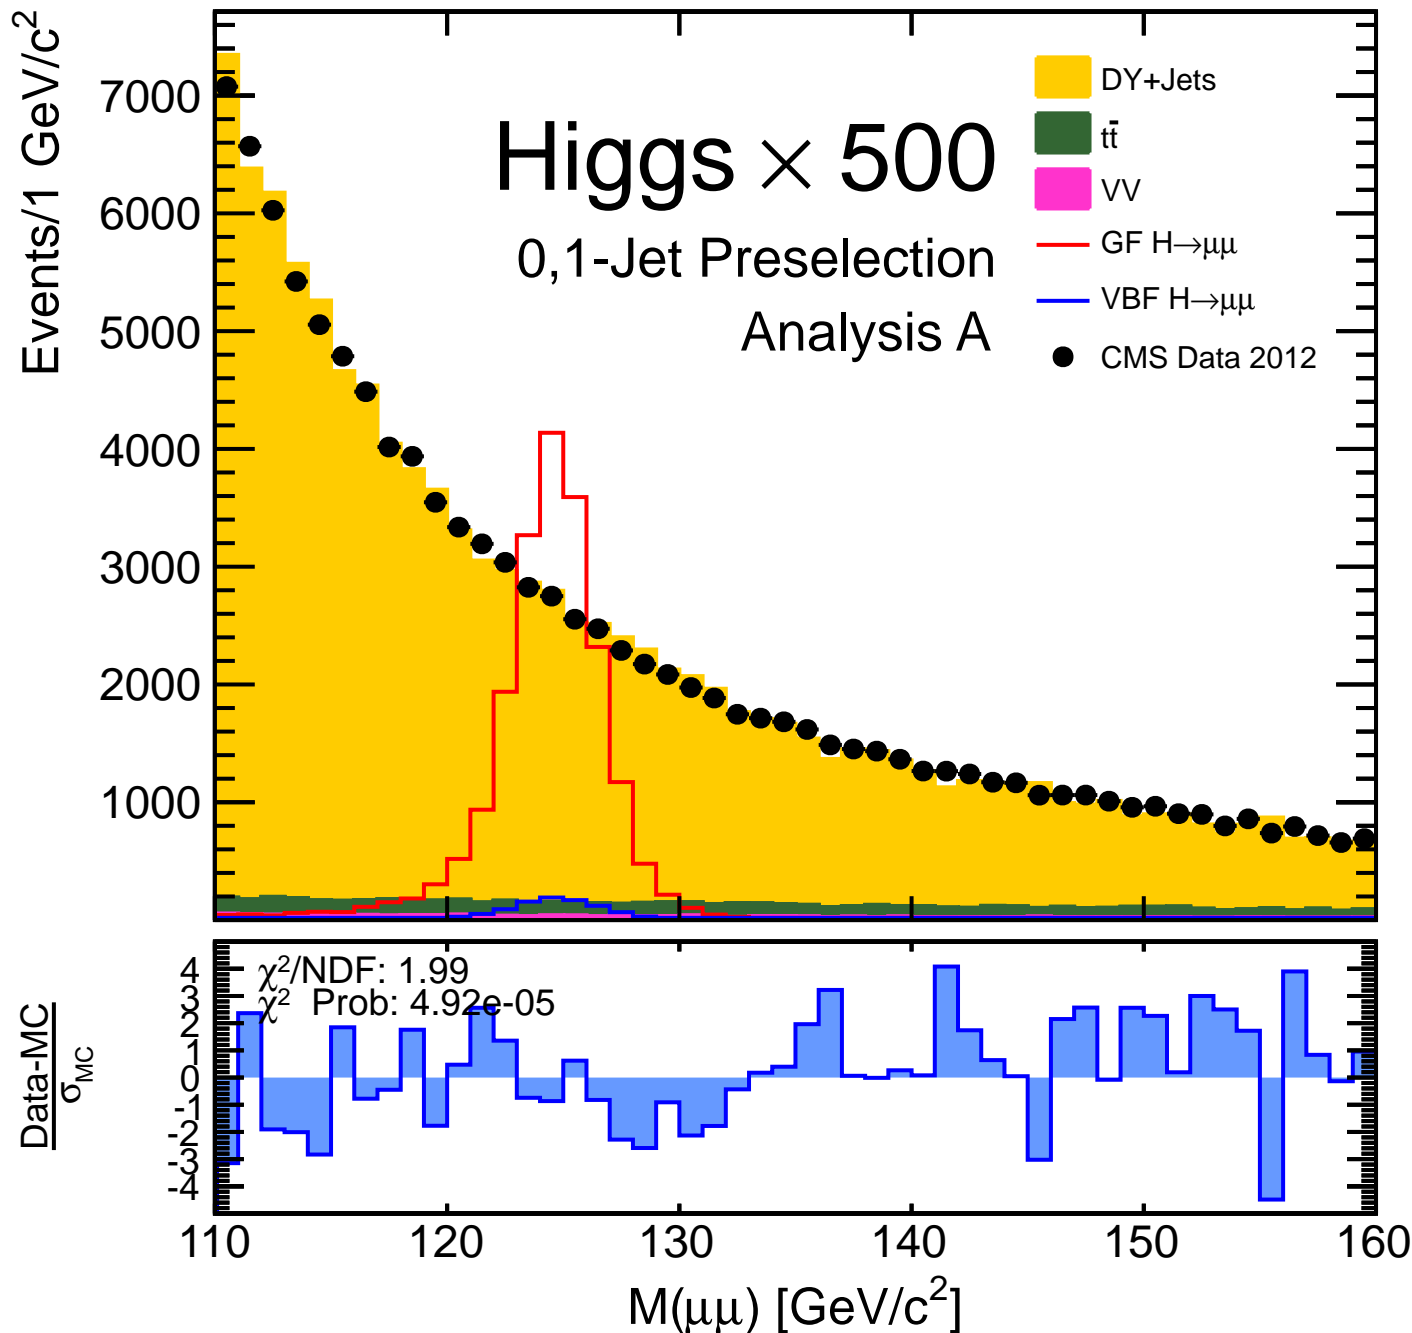 Events/1 GeV/c²
7000
6000
5000
4000
3000
2000
1000
Higgs × 500
0,1-Jet Preselection
Analysis A
DY+Jets
tt̄
VV
GF H→μμ
VBF H→μμ
CMS Data 2012
χ²/NDF: 1.99
χ² Prob: 4.92e-05
Data-MC
σMC
4
3
2
1
0
-1
-2
-3
-4
110 120 130 140 150 160
M(μμ) [GeV/c²]